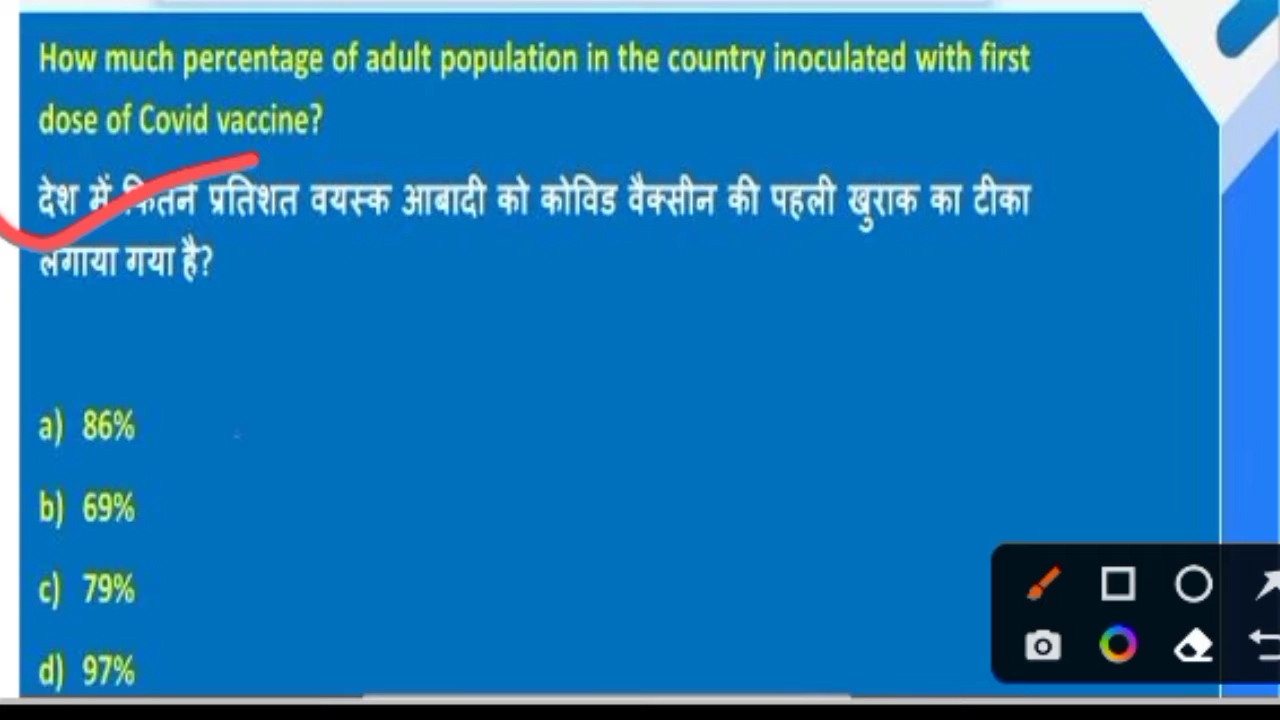 How much percentage of adult population in the country inoculated with first
dose of Covid vaccine?
देश में कितने प्रतिशत वयस्क आबादी को कोविड वैक्सीन की पहली खुराक का टीका
लगाया गया है?
a) 86%
b) 69%
c) 79%
d) 97%